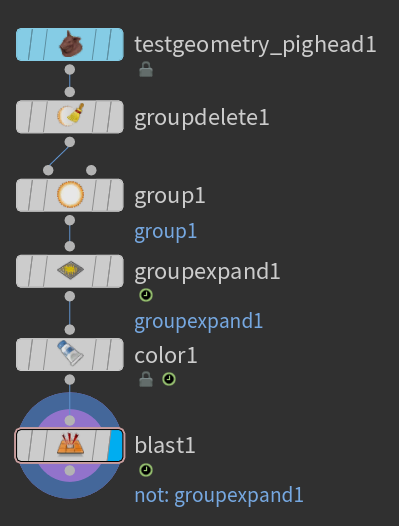 testgeometry_pighead1
groupdelete1
group1
group1
groupexpand1
groupexpand1
color1
blast1
not: groupexpand1